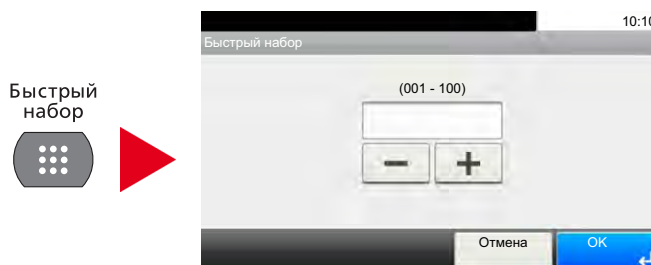 Быстрый
набор
10:10
Быстрый набор
(001 - 100)
Отмена
OK